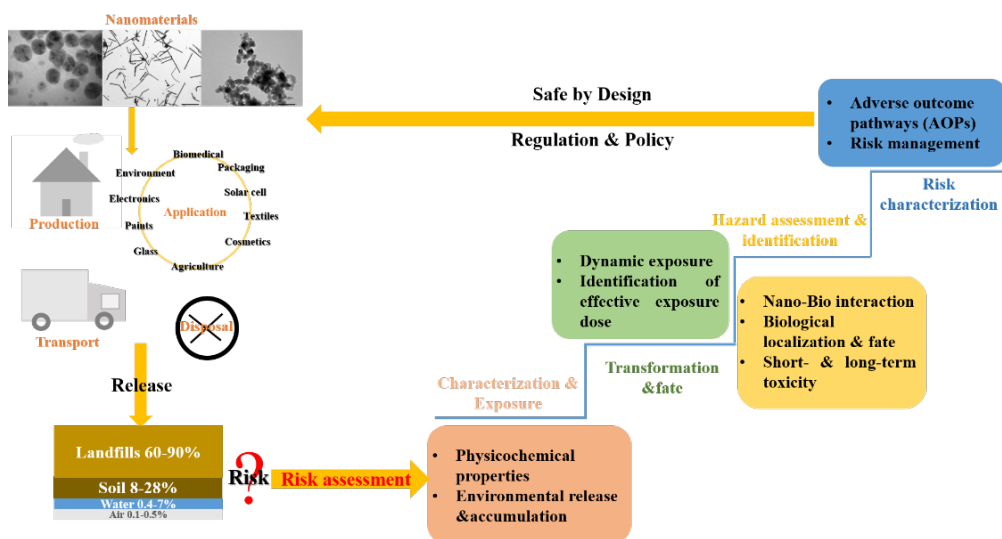 Nanomaterials
Production
Application
Biomedical
Packaging
Solar cell
Textiles
Cosmetics
Agriculture
Glass
Paints
Electronics
Environment
Transport
Disposal
Release
Landfills 60-90%
Soil 8-28%
Water 0.4-7%
Air 0.1-0.5%
Risk
?
Risk assessment
Characterization &
Exposure
• Physicochemical
properties
• Environmental release
&accumulation
• Dynamic exposure
• Identification of
effective exposure
dose
Transformation
&fate
Hazard assessment &
identification
• Nano-Bio interaction
• Biological
localization & fate
• Short- & long-term
toxicity
• Adverse outcome
pathways (AOPs)
• Risk management
Risk
characterization
Safe by Design
Regulation & Policy